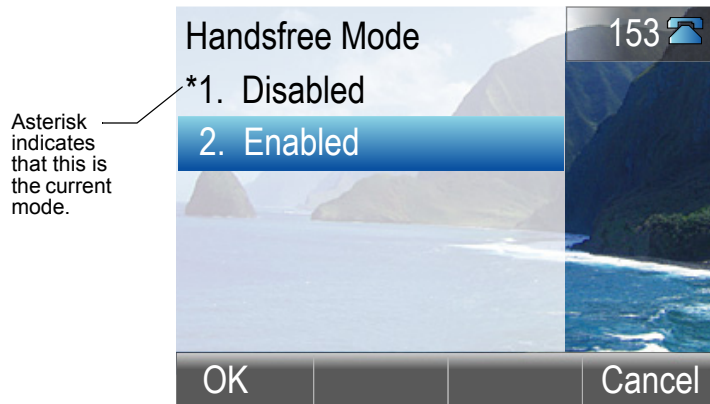 Handsfree Mode
153
*1. Disabled
2. Enabled
Asterisk
indicates
that this is
the current
mode.
OK
Cancel